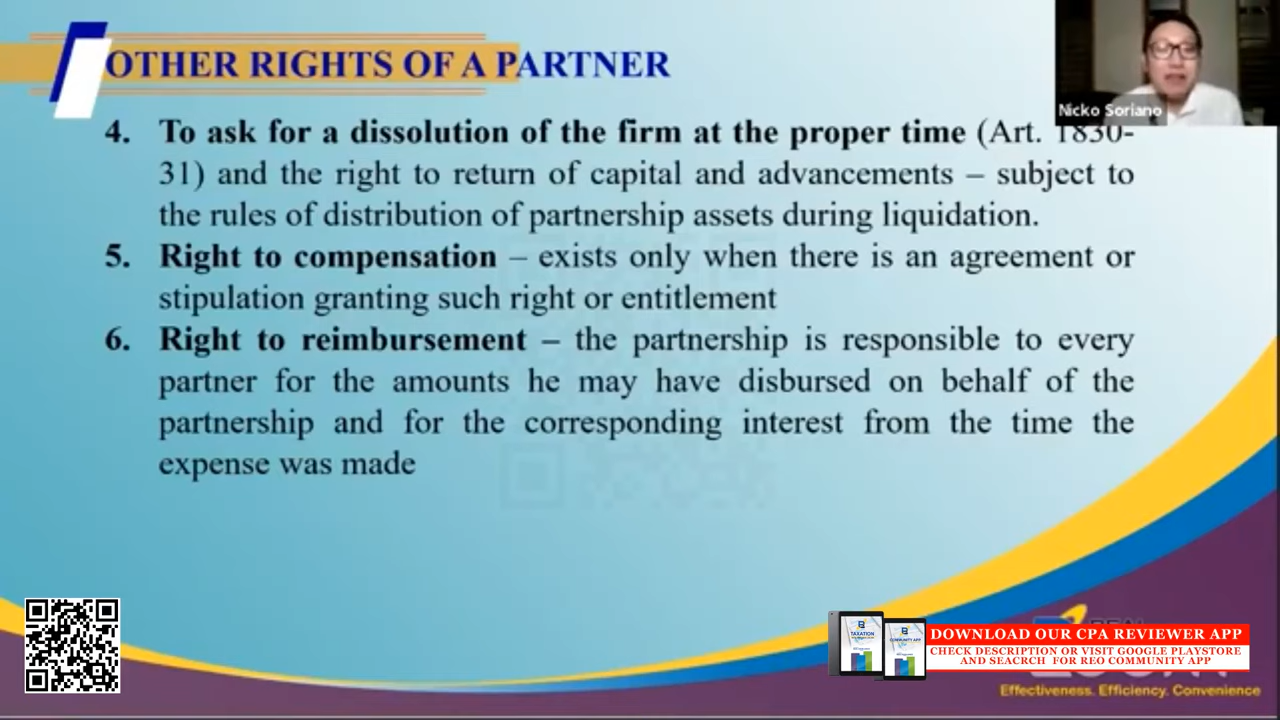 OTHER RIGHTS OF A PARTNER
Nicko Soriano
4. To ask for a dissolution of the firm at the proper time (Art. 1830-
31) and the right to return of capital and advancements – subject to
the rules of distribution of partnership assets during liquidation.
5. Right to compensation – exists only when there is an agreement or
stipulation granting such right or entitlement
6. Right to reimbursement – the partnership is responsible to every
partner for the amounts he may have disbursed on behalf of the
partnership and for the corresponding interest from the time the
expense was made
TAXATION
COMMUNITY APP
DOWNLOAD OUR CPA REVIEWER APP
CHECK DESCRIPTION OR VISIT GOOGLE PLAYSTORE
AND SEACRCH FOR REO COMMUNITY APP
Effectiveness. Efficiency. Convenience